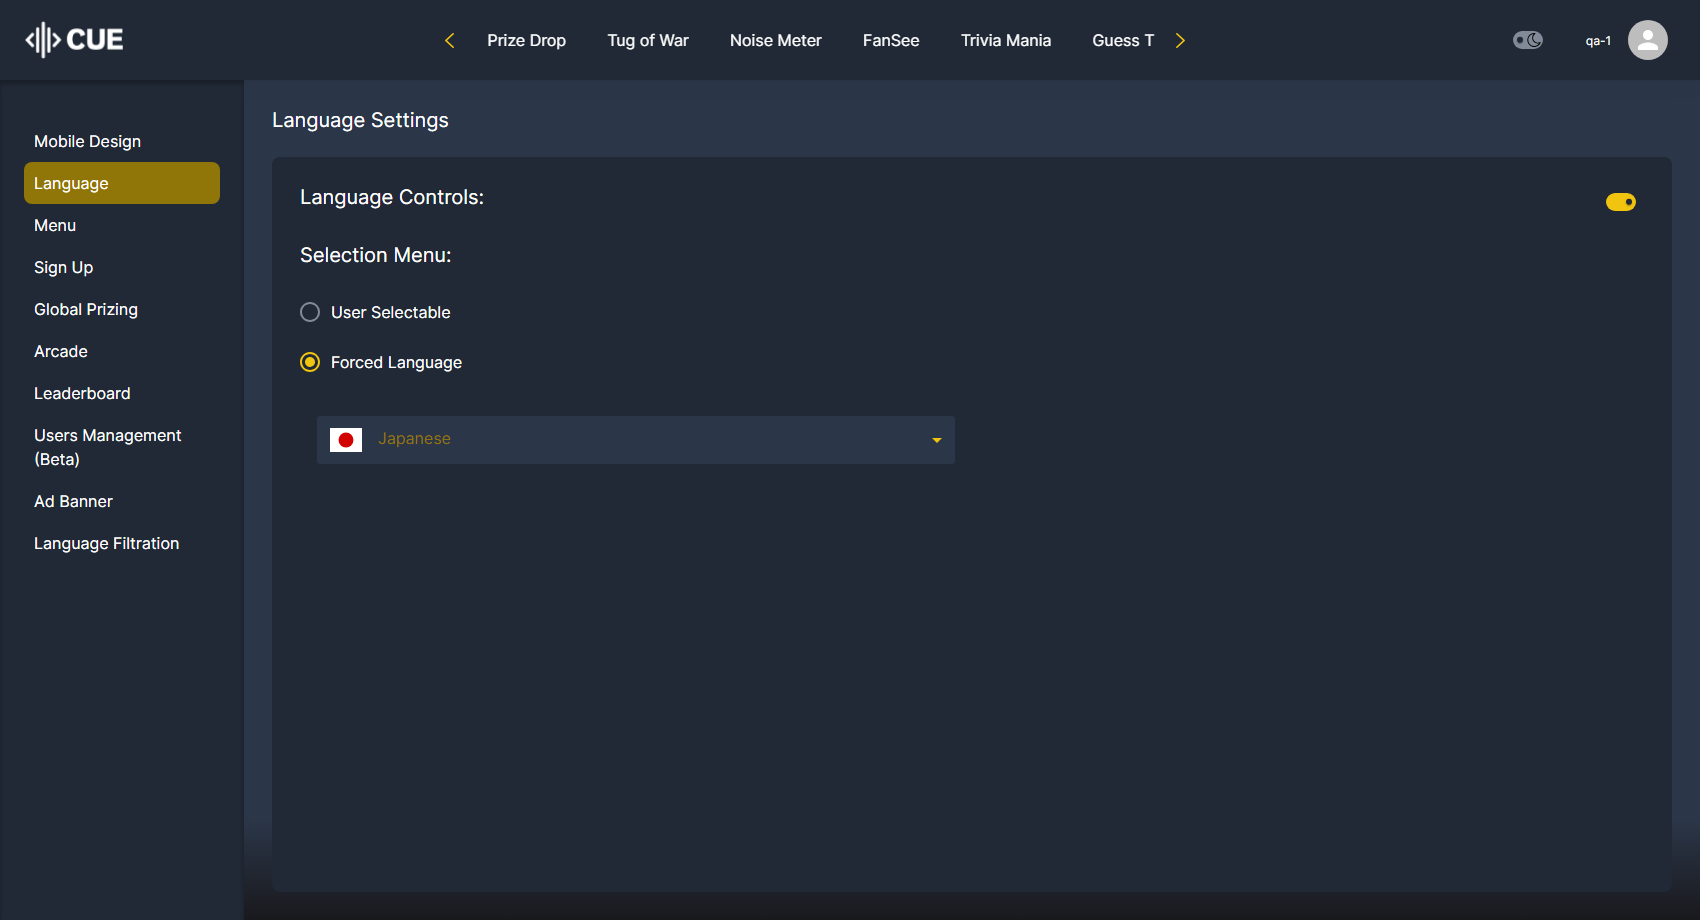 CUE
Prize Drop
Tug of War
Noise Meter
FanSee
Trivia Mania
Guess T
qa-1
Mobile Design
Language
Menu
Sign Up
Global Prizing
Arcade
Leaderboard
Users Management
(Beta)
Ad Banner
Language Filtration
Language Settings
Language Controls:
Selection Menu:
User Selectable
Forced Language
Japanese